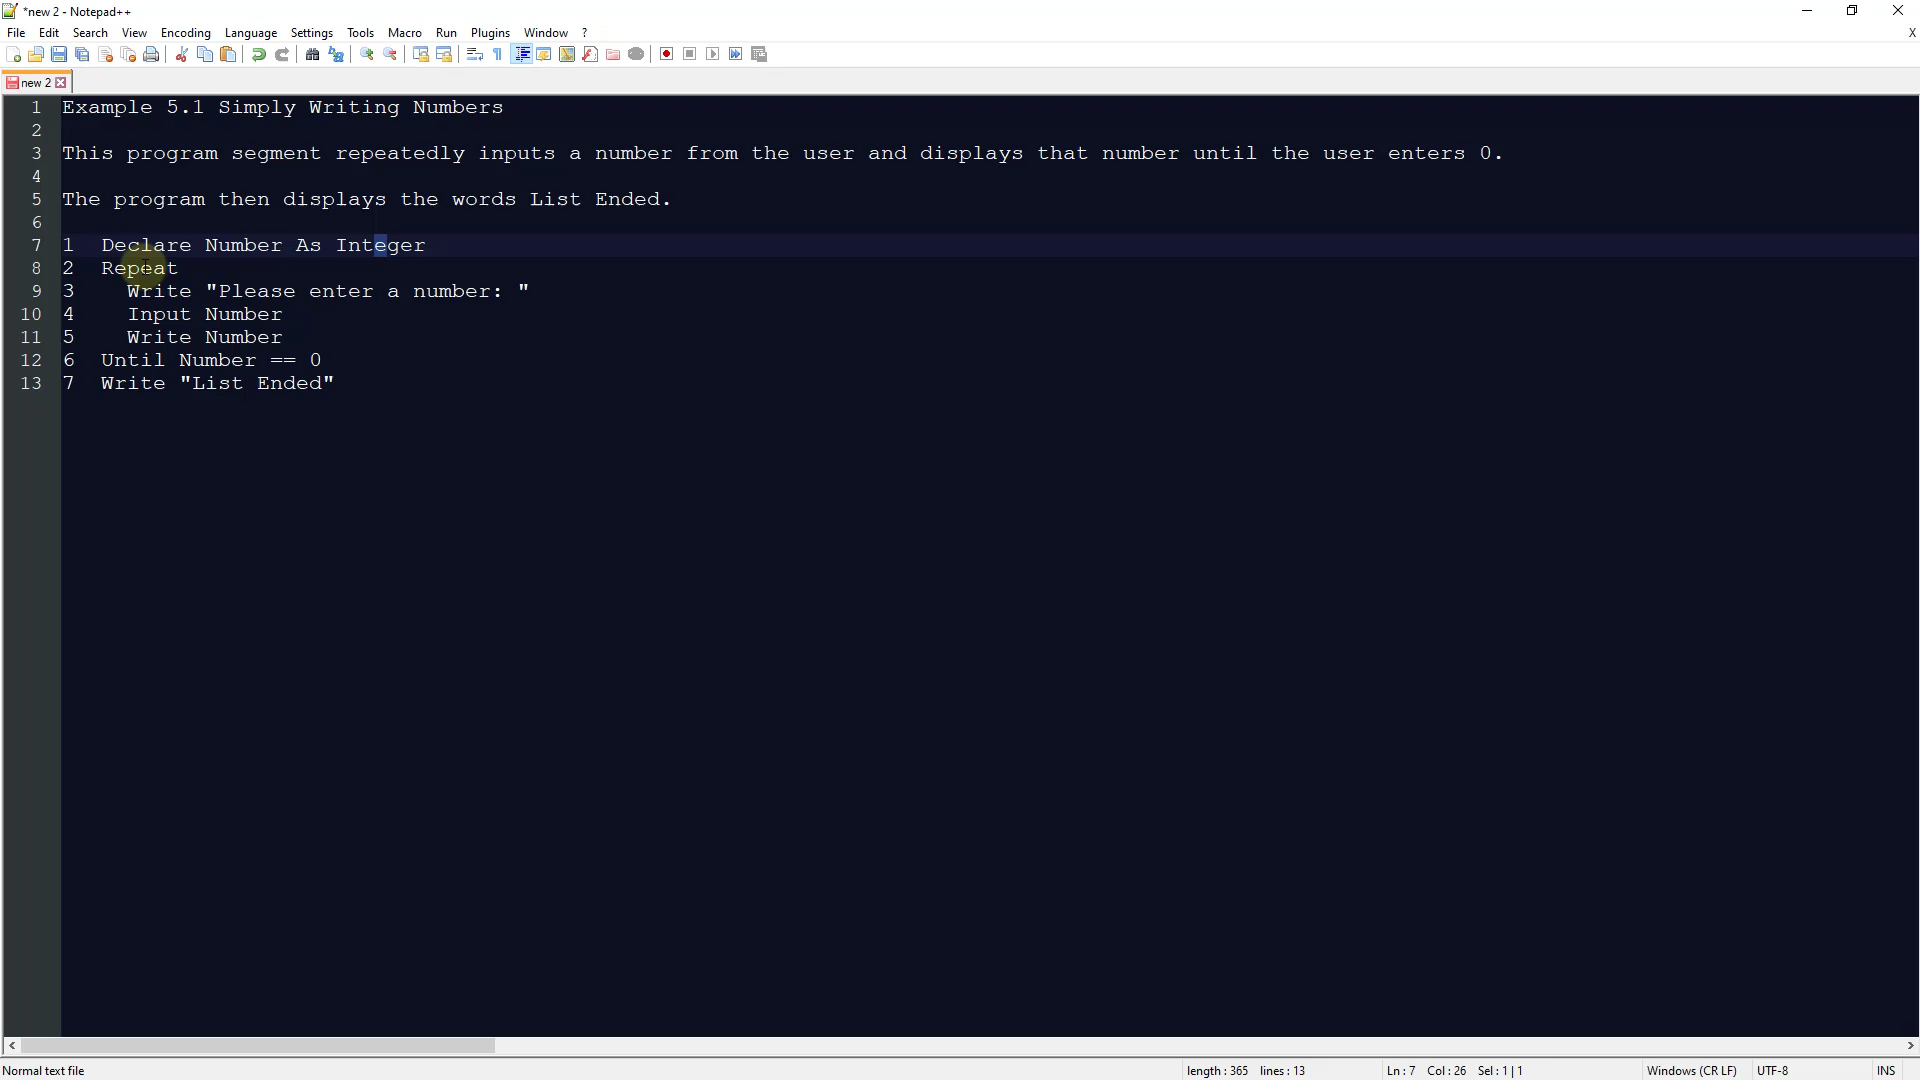 *new 2 - Notepad++
File Edit Search View Encoding Language Settings Tools Macro Run Plugins Window ? X
new 2
1 Example 5.1 Simply Writing Numbers
2
3 This program segment repeatedly inputs a number from the user and displays that number until the user enters 0.
4
5 The program then displays the words List Ended.
6
7 1 Declare Number As Integer
8 2 Repeat
9 3 Write "Please enter a number: "
10 4 Input Number
11 5 Write Number
12 6 Until Number == 0
13 7 Write "List Ended"
Normal text file length : 365 lines : 13 Ln : 7 Col : 26 Sel : 1 | 1 Windows (CR LF) UTF-8 INS